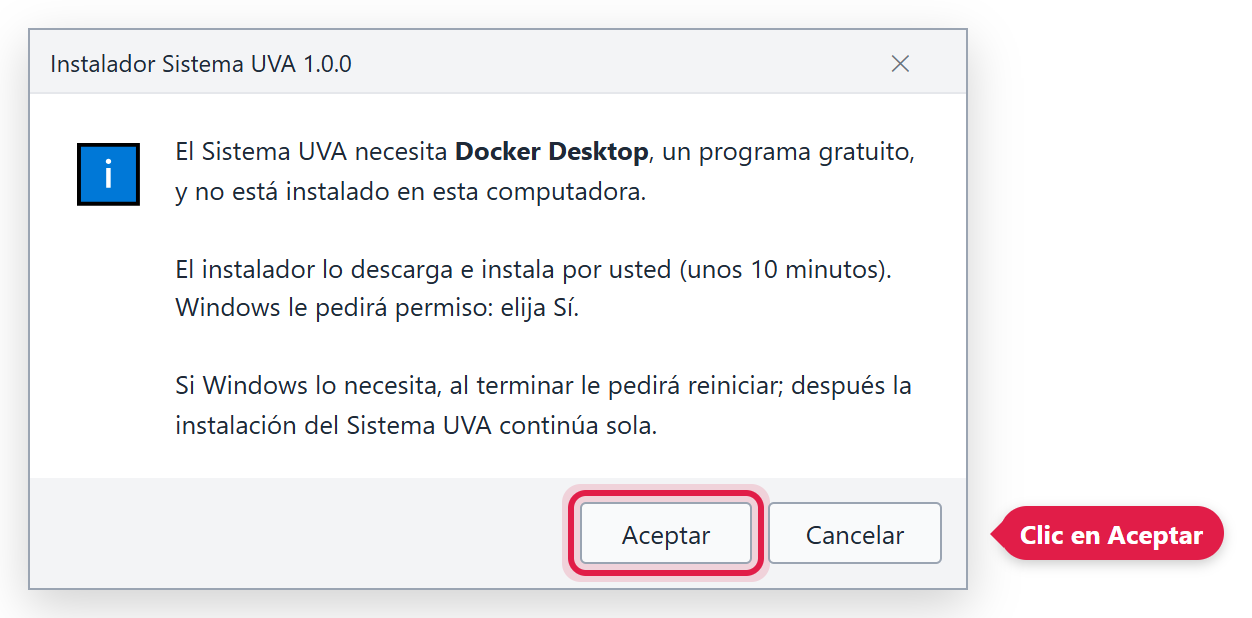 Instalador Sistema UVA 1.0.0
i
El Sistema UVA necesita Docker Desktop, un programa gratuito,
y no está instalado en esta computadora.
El instalador lo descarga e instala por usted (unos 10 minutos).
Windows le pedirá permiso: elija Sí.
Si Windows lo necesita, al terminar le pedirá reiniciar; después la
instalación del Sistema UVA continúa sola.
Aceptar
Cancelar
Clic en Aceptar